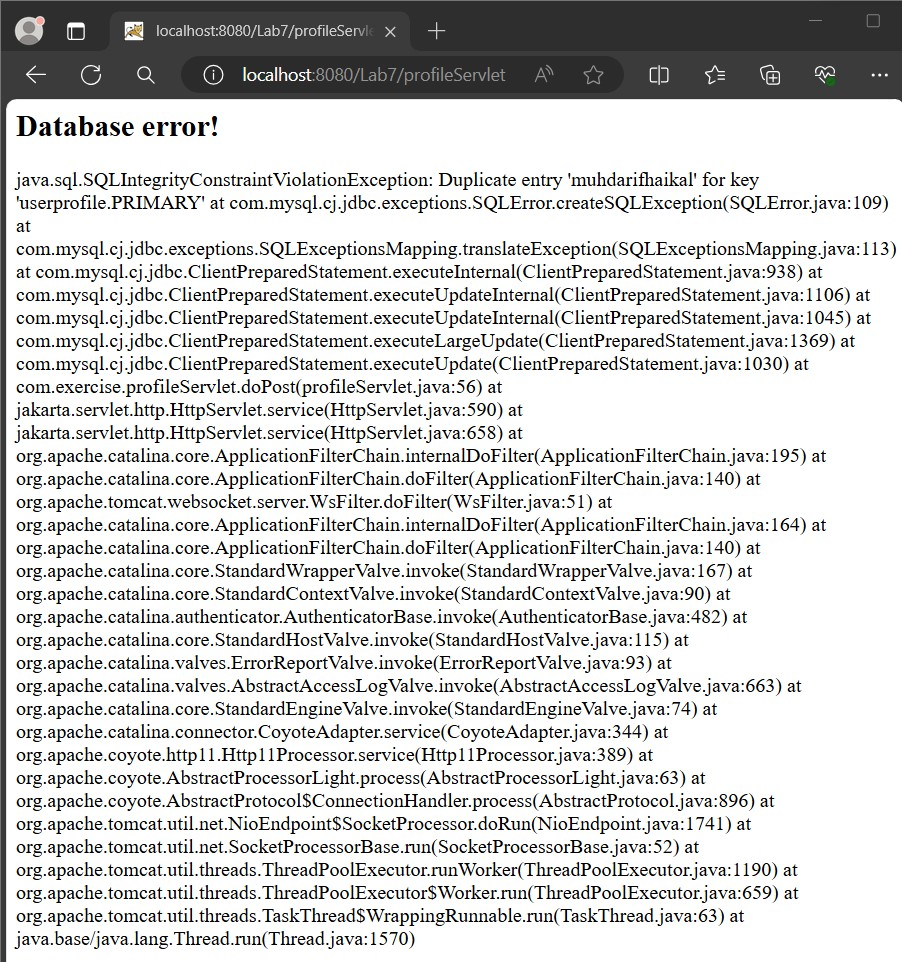 localhost:8080/Lab7/profileServle
localhost:8080/Lab7/profileServlet
Database error!
java.sql.SQLIntegrityConstraintViolationException: Duplicate entry 'muhdarifhaikal' for key
'userprofile.PRIMARY' at com.mysql.cj.jdbc.exceptions.SQLError.createSQLException(SQLError.java:109)
at
com.mysql.cj.jdbc.exceptions.SQLExceptionsMapping.translateException(SQLExceptionsMapping.java:113)
at com.mysql.cj.jdbc.ClientPreparedStatement.executeInternal(ClientPreparedStatement.java:938) at
com.mysql.cj.jdbc.ClientPreparedStatement.executeUpdateInternal(ClientPreparedStatement.java:1106) at
com.mysql.cj.jdbc.ClientPreparedStatement.executeUpdateInternal(ClientPreparedStatement.java:1045) at
com.mysql.cj.jdbc.ClientPreparedStatement.executeLargeUpdate(ClientPreparedStatement.java:1369) at
com.mysql.cj.jdbc.ClientPreparedStatement.executeUpdate(ClientPreparedStatement.java:1030) at
com.exercise.profileServlet.doPost(profileServlet.java:56) at
jakarta.servlet.http.HttpServlet.service(HttpServlet.java:590) at
jakarta.servlet.http.HttpServlet.service(HttpServlet.java:658) at
org.apache.catalina.core.ApplicationFilterChain.internalDoFilter(ApplicationFilterChain.java:195) at
org.apache.catalina.core.ApplicationFilterChain.doFilter(ApplicationFilterChain.java:140) at
org.apache.tomcat.websocket.server.WsFilter.doFilter(WsFilter.java:51) at
org.apache.catalina.core.ApplicationFilterChain.internalDoFilter(ApplicationFilterChain.java:164) at
org.apache.catalina.core.ApplicationFilterChain.doFilter(ApplicationFilterChain.java:140) at
org.apache.catalina.core.StandardWrapperValve.invoke(StandardWrapperValve.java:167) at
org.apache.catalina.core.StandardContextValve.invoke(StandardContextValve.java:90) at
org.apache.catalina.authenticator.AuthenticatorBase.invoke(AuthenticatorBase.java:482) at
org.apache.catalina.core.StandardHostValve.invoke(StandardHostValve.java:115) at
org.apache.catalina.valves.ErrorReportValve.invoke(ErrorReportValve.java:93) at
org.apache.catalina.valves.AbstractAccessLogValve.invoke(AbstractAccessLogValve.java:663) at
org.apache.catalina.core.StandardEngineValve.invoke(StandardEngineValve.java:74) at
org.apache.catalina.connector.CoyoteAdapter.service(CoyoteAdapter.java:344) at
org.apache.coyote.http11.Http11Processor.service(Http11Processor.java:389) at
org.apache.coyote.AbstractProcessorLight.process(AbstractProcessorLight.java:63) at
org.apache.coyote.AbstractProtocol$ConnectionHandler.process(AbstractProtocol.java:896) at
org.apache.tomcat.util.net.NioEndpoint$SocketProcessor.doRun(NioEndpoint.java:1741) at
org.apache.tomcat.util.net.SocketProcessorBase.run(SocketProcessorBase.java:52) at
org.apache.tomcat.util.threads.ThreadPoolExecutor.runWorker(ThreadPoolExecutor.java:1190) at
org.apache.tomcat.util.threads.ThreadPoolExecutor$Worker.run(ThreadPoolExecutor.java:659) at
org.apache.tomcat.util.threads.TaskThread$WrappingRunnable.run(TaskThread.java:63) at
java.base/java.lang.Thread.run(Thread.java:1570)